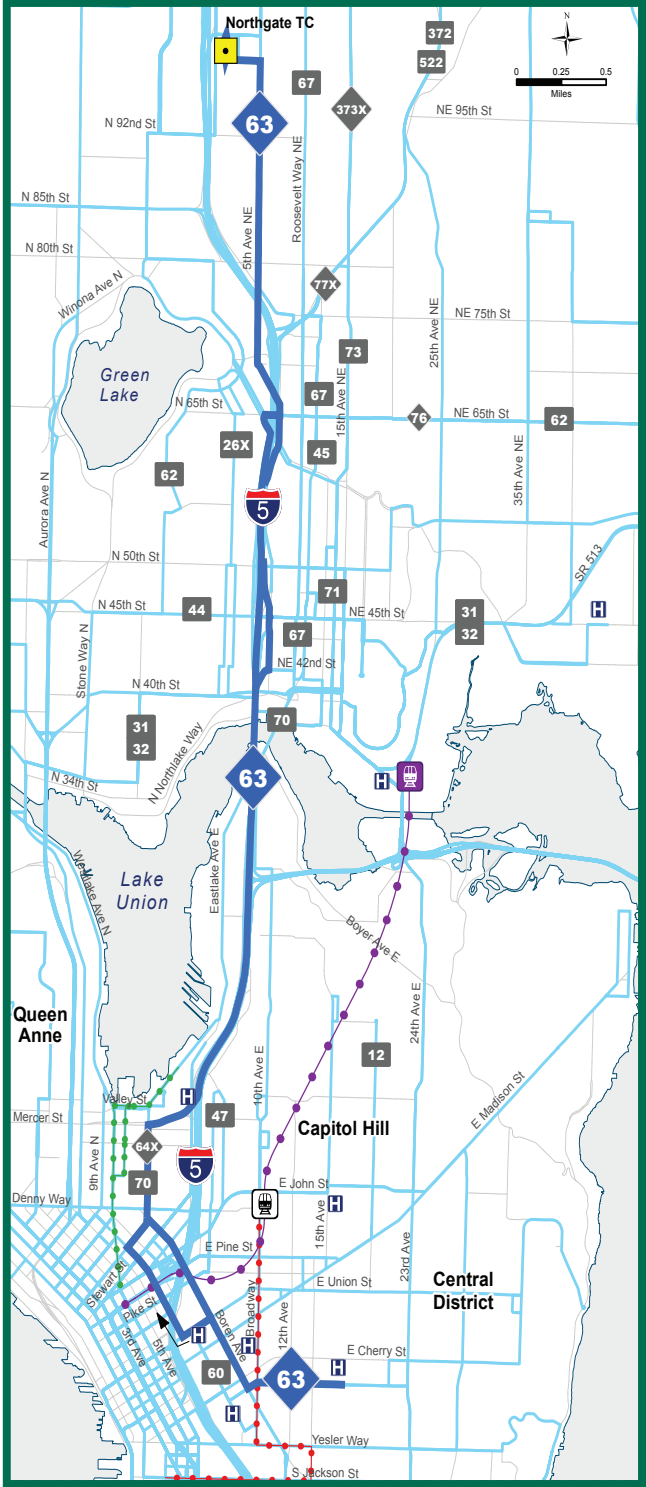 Northgate TC
N
372
522
0 0.25 0.5
Miles
67
373X
63
NE 95th St
N 92nd St
Roosevelt Way NE
N 85th St
5th Ave NE
N 80th St
Winona Ave N
77X
NE 75th St
25th Ave NE
73
Green
Lake
67
15th Ave NE
N 65th St
76
NE 65th St
62
26X
45
62
35th Ave NE
5
Aurora Ave N
N 50th St
SR 513
71
N 45th St
44
NE 45th St
31
32
H
67
Stone Way N
NE 42nd St
N 40th St
31
32
70
N Northlake Way
N 34th St
63
H
Westlake Ave N
Lake
Union
Eastlake Ave E
Boyer Ave E
24th Ave E
Queen
Anne
12
10th Ave E
E Madison St
H
Valley St
Mercer St
47
Capitol Hill
64X
9th Ave N
5
70
E John St
Denny Way
H
15th Ave
E Pine St
23rd Ave
Stewart St
E Union St
Central
District
Pike St
3rd Ave
5th Ave
H
Boren Ave
Broadway
12th Ave
H
E Cherry St
H
60
63
H
Yesler Way
S Jackson St